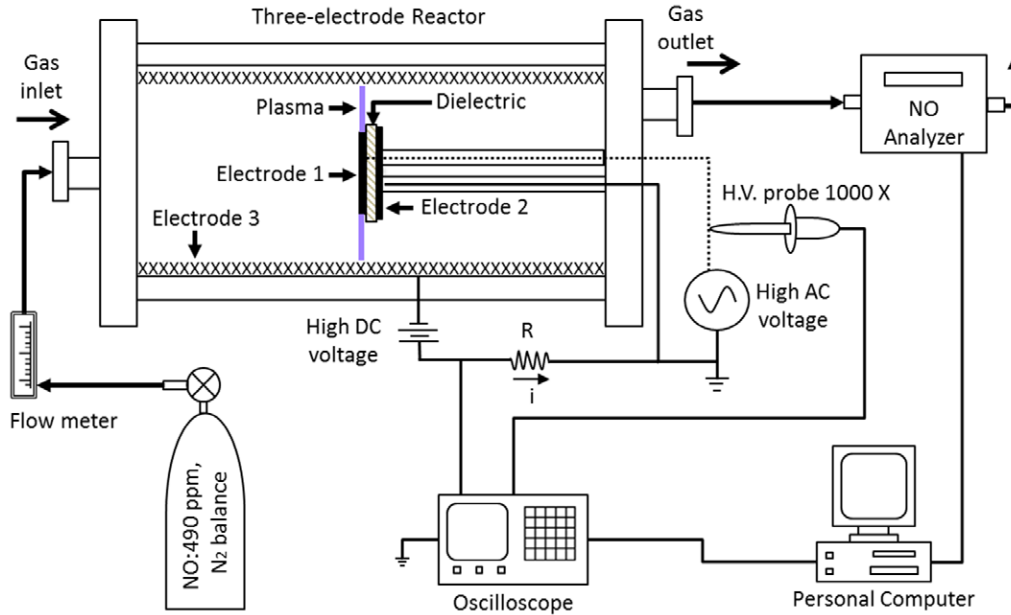 Three-electrode Reactor
Gas
inlet
Gas
outlet
Plasma
Dielectric
NO
Analyzer
Electrode 1
Electrode 2
H.V. probe 1000 X
Electrode 3
High DC
voltage
R
i
High AC
voltage
Flow meter
NO:490 ppm,
N₂ balance
Oscilloscope
Personal Computer